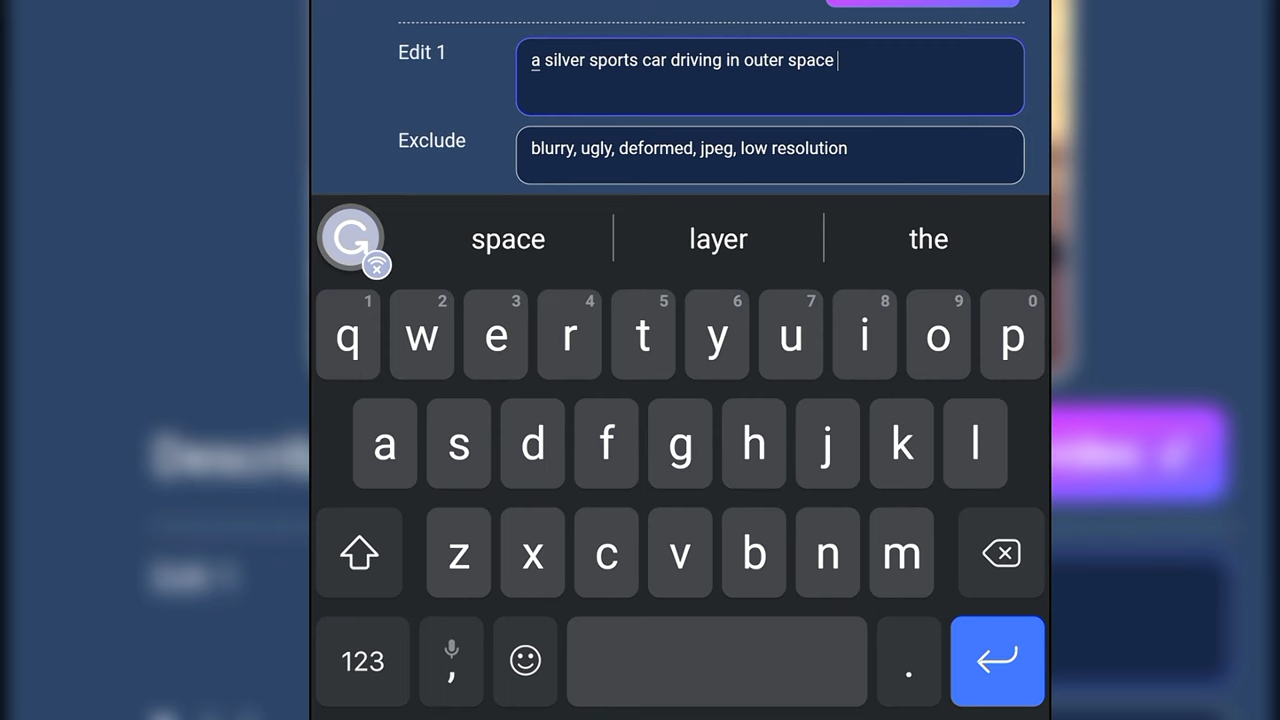 Edit 1
a silver sports car driving in outer space
Exclude
blurry, ugly, deformed, jpeg, low resolution
G
space layer the
1 2 3 4 5 6 7 8 9 0
q w e r t y u i o p
a s d f g h j k l
z x c v b n m
123 , .